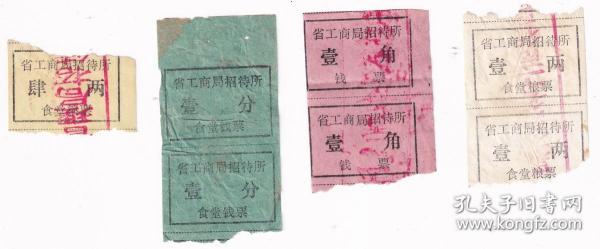 省工商局招待所
肆 两
食堂粮票
省工商局招待所
壹 分
食堂钱票
省工商局招待所
壹 分
食堂钱票
省工商局招待所
壹 角
钱 票
省工商局招待所
壹 角
钱 票
省工商局招待所
壹 两
食堂粮票
省工商局招待所
壹 两
食堂粮票
孔夫子旧书网
www.kongfz.com